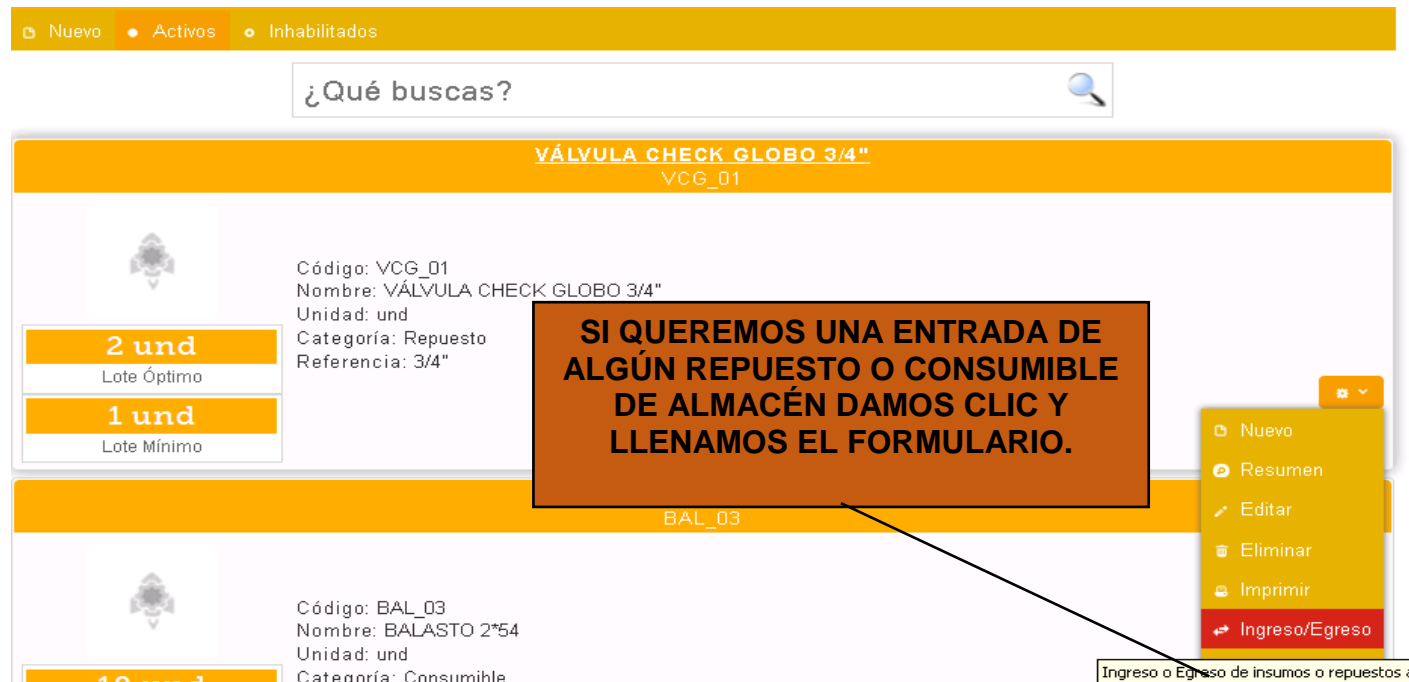 Nuevo Activos Inhabilitados
¿Qué buscas?
VÁLVULA CHECK GLOBO 3/4"
VCG_01
Código: VCG_01
Nombre: VÁLVULA CHECK GLOBO 3/4"
Unidad: und
Categoría: Repuesto
Referencia: 3/4"
2 und
Lote Óptimo
1 und
Lote Mínimo
SI QUEREMOS UNA ENTRADA DE
ALGÚN REPUESTO O CONSUMIBLE
DE ALMACÉN DAMOS CLIC Y
LLENAMOS EL FORMULARIO.
Nuevo
Resumen
Editar
Eliminar
Imprimir
Ingreso/Egreso
Ingreso o Egreso de insumos o repuestos a
BAL_03
Código: BAL_03
Nombre: BALASTO 2*54
Unidad: und
Categoría: Consumible
10 und